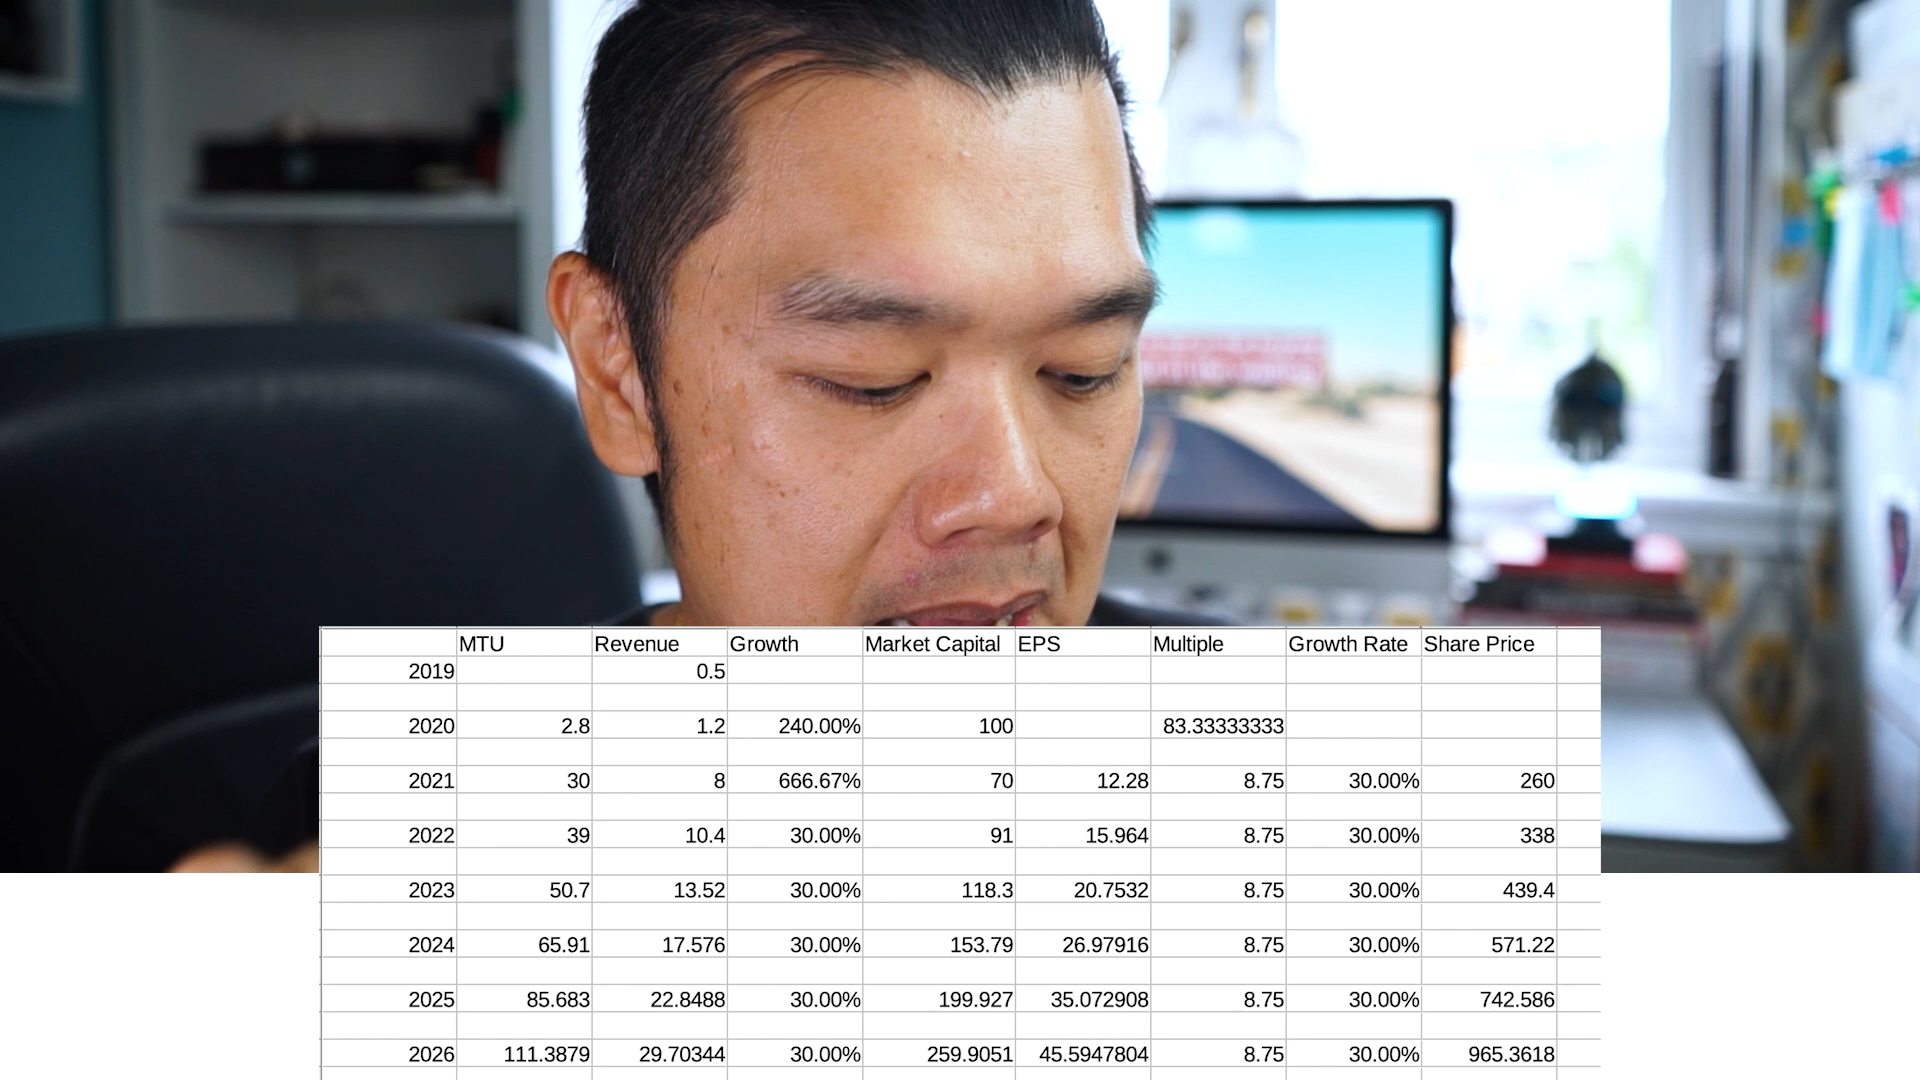 MTU Revenue Growth Market Capital EPS Multiple Growth Rate Share Price
2019 0.5
2020 2.8 1.2 240.00% 100 83.33333333
2021 30 8 666.67% 70 12.28 8.75 30.00% 260
2022 39 10.4 30.00% 91 15.964 8.75 30.00% 338
2023 50.7 13.52 30.00% 118.3 20.7532 8.75 30.00% 439.4
2024 65.91 17.576 30.00% 153.79 26.97916 8.75 30.00% 571.22
2025 85.683 22.8488 30.00% 199.927 35.072908 8.75 30.00% 742.586
2026 111.3879 29.70344 30.00% 259.9051 45.5947804 8.75 30.00% 965.3618